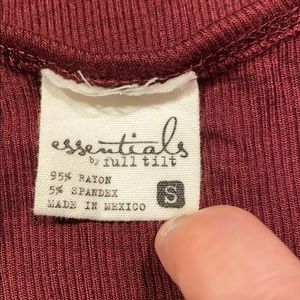 essentials
by full tilt
95% RAYON
5% SPANDEX
MADE IN MEXICO
S